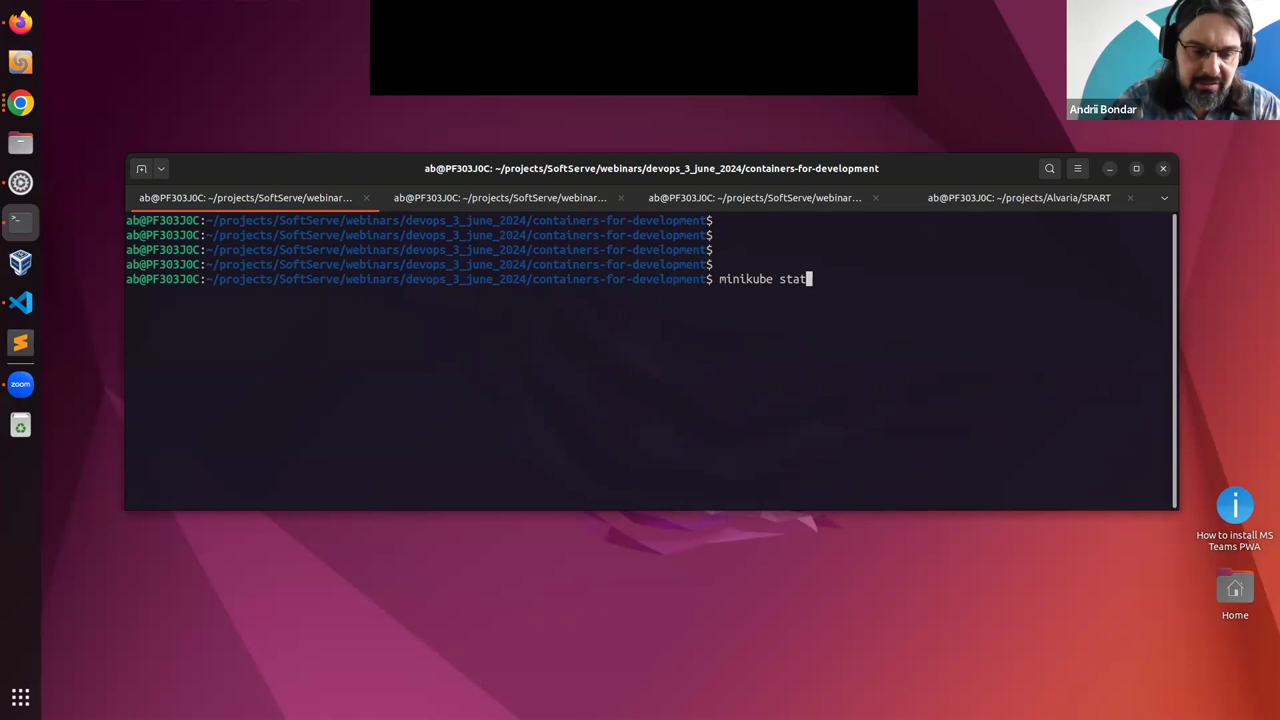 Andrii Bondar
ab@PF303J0C: ~/projects/SoftServe/webinars/devops_3_june_2024/containers-for-development
ab@PF303J0C: ~/projects/SoftServe/webinar...
ab@PF303J0C: ~/projects/SoftServe/webinars...
ab@PF303J0C: ~/projects/SoftServe/webinars/...
ab@PF303J0C: ~/projects/Alvaria/SPART
ab@PF303J0C:~/projects/SoftServe/webinars/devops_3_june_2024/containers-for-development$
ab@PF303J0C:~/projects/SoftServe/webinars/devops_3_june_2024/containers-for-development$
ab@PF303J0C:~/projects/SoftServe/webinars/devops_3_june_2024/containers-for-development$
ab@PF303J0C:~/projects/SoftServe/webinars/devops_3_june_2024/containers-for-development$
ab@PF303J0C:~/projects/SoftServe/webinars/devops_3_june_2024/containers-for-development$ minikube stat
zoom
How to install MS
Teams PWA
Home